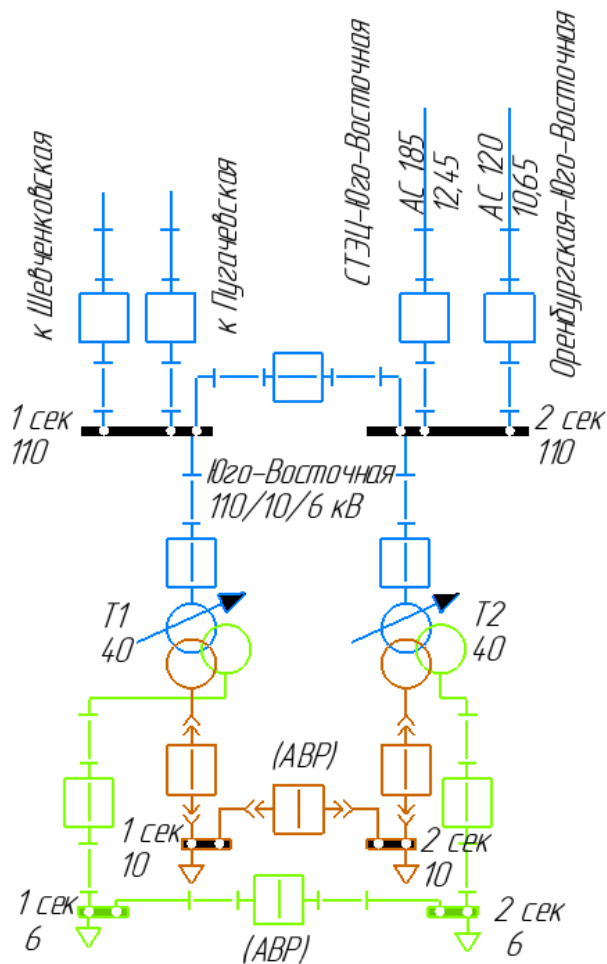 к Шевченковская
к Пугачевская
СТЭЦ-Юго-Восточная
АС 185
12,45
АС 120
10,65
Оренбургская-Юго-Восточная
1 сек
110
2 сек
110
Юго-Восточная
110/10/6 кВ
Т1
40
Т2
40
(АВР)
1 сек
10
2 сек
10
1 сек
6
(АВР)
2 сек
6